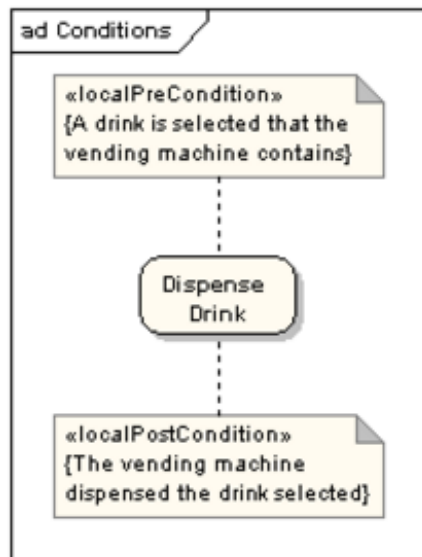 ad Conditions
«localPreCondition»
{A drink is selected that the
vending machine contains}
Dispense
Drink
«localPostCondition»
{The vending machine
dispensed the drink selected}